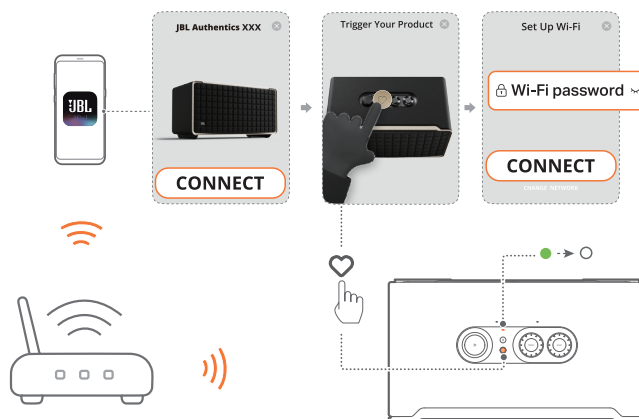 JBL Authentics XXX
Trigger Your Product
Set Up Wi-Fi
JBL
Wi-Fi password
CONNECT
CONNECT
CHANGE NETWORK